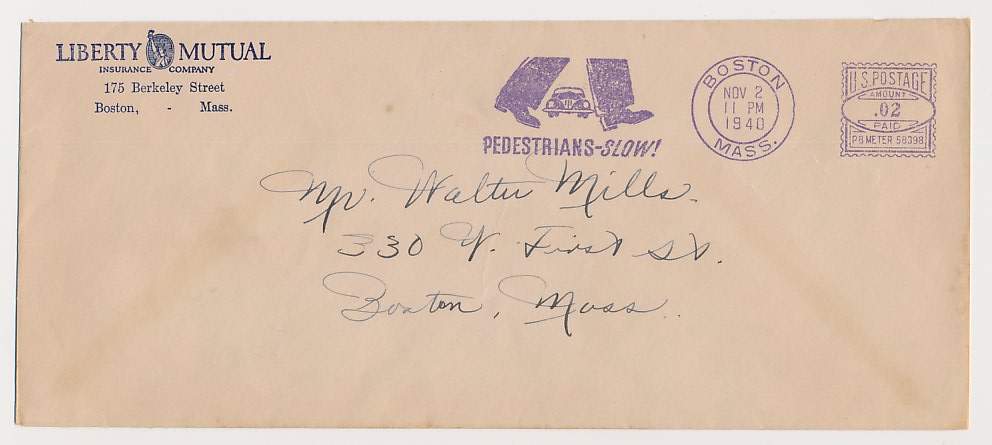 LIBERTY MUTUAL
INSURANCE COMPANY
175 Berkeley Street
Boston, - Mass.
PEDESTRIANS-SLOW!
BOSTON
NOV 2
11 PM
1940
MASS.
U.S. POSTAGE
AMOUNT
.02
PAID
PB METER 58398
Mr. Walter Mills.
330 W. First St.
Boston, Mass.